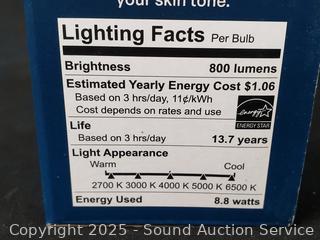 your skin tone.
Lighting Facts Per Bulb
Brightness 800 lumens
Estimated Yearly Energy Cost $1.06
Based on 3 hrs/day, 11¢/kWh
Cost depends on rates and use
energy
ENERGY STAR
Life
Based on 3 hrs/day 13.7 years
Light Appearance
Warm Cool
2700 K 3000 K 4000 K 5000 K 6500 K
Energy Used 8.8 watts
Copyright 2025 - Sound Auction Service